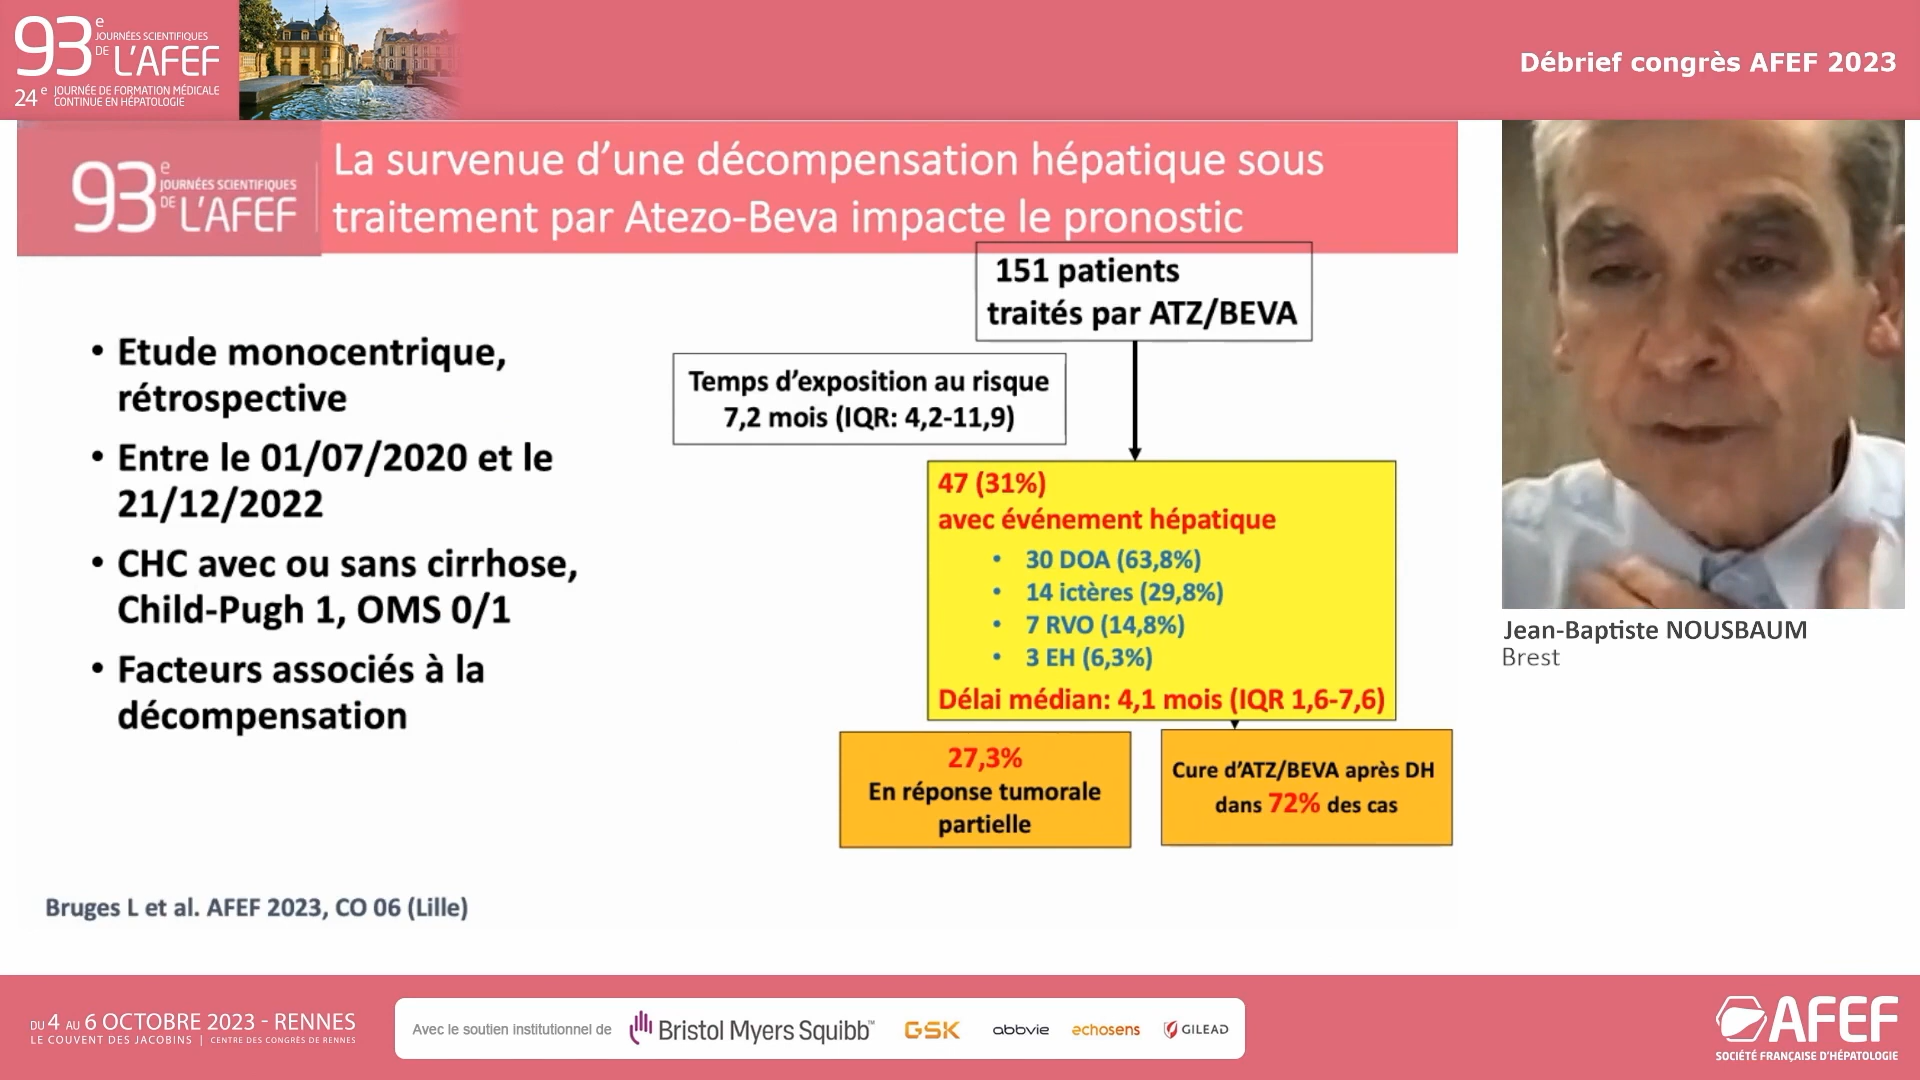 93e JOURNÉES SCIENTIFIQUES
DE L'AFEF
24e JOURNÉE DE FORMATION MÉDICALE
CONTINUE EN HÉPATOLOGIE
Débrief congrès AFEF 2023
93e JOURNÉES SCIENTIFIQUES
DE L'AFEF
La survenue d'une décompensation hépatique sous
traitement par Atezo-Beva impacte le pronostic
151 patients
traités par ATZ/BEVA
• Etude monocentrique,
rétrospective
• Entre le 01/07/2020 et le
21/12/2022
• CHC avec ou sans cirrhose,
Child-Pugh 1, OMS 0/1
• Facteurs associés à la
décompensation
Temps d'exposition au risque
7,2 mois (IQR: 4,2-11,9)
47 (31%)
avec événement hépatique
• 30 DOA (63,8%)
• 14 ictères (29,8%)
• 7 RVO (14,8%)
• 3 EH (6,3%)
Délai médian: 4,1 mois (IQR 1,6-7,6)
27,3%
En réponse tumorale
partielle
Cure d'ATZ/BEVA après DH
dans 72% des cas
Bruges L et al. AFEF 2023, CO 06 (Lille)
Jean-Baptiste NOUSBAUM
Brest
DU 4 AU 6 OCTOBRE 2023 - RENNES
LE COUVENT DES JACOBINS | CENTRE DES CONGRÈS DE RENNES
Avec le soutien institutionnel de
Bristol Myers Squibb™
GSK
abbvie
echosens
GILEAD
AFEF
SOCIÉTÉ FRANÇAISE D'HÉPATOLOGIE